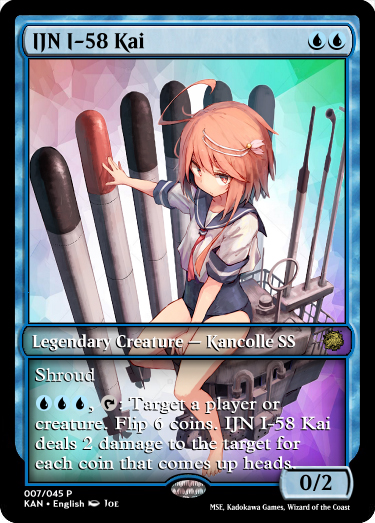 IJN I-58 Kai
Legendary Creature — Kancolle SS
Shroud
, : Target a player or
creature. Flip 6 coins. IJN I-58 Kai
deals 2 damage to the target for
each coin that comes up heads.
0/2
007/045 P
KAN • English Joe
MSE, Kadokawa Games, Wizard of the Coast